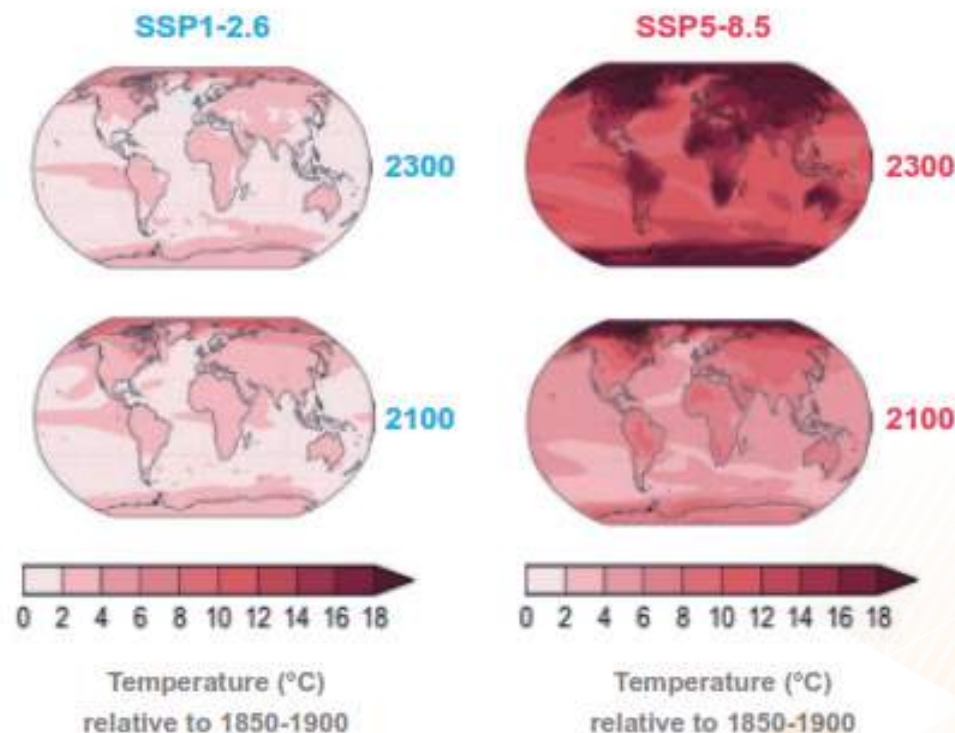 SSP1-2.6
SSP5-8.5
2300
2300
2100
2100
0 2 4 6 8 10 12 14 16 18
0 2 4 6 8 10 12 14 16 18
Temperature (°C)
relative to 1850-1900
Temperature (°C)
relative to 1850-1900